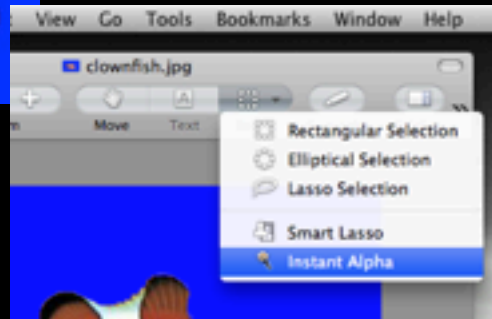 View Go Tools Bookmarks Window Help
clownfish.jpg
Move Text
Rectangular Selection
Elliptical Selection
Lasso Selection
Smart Lasso
Instant Alpha